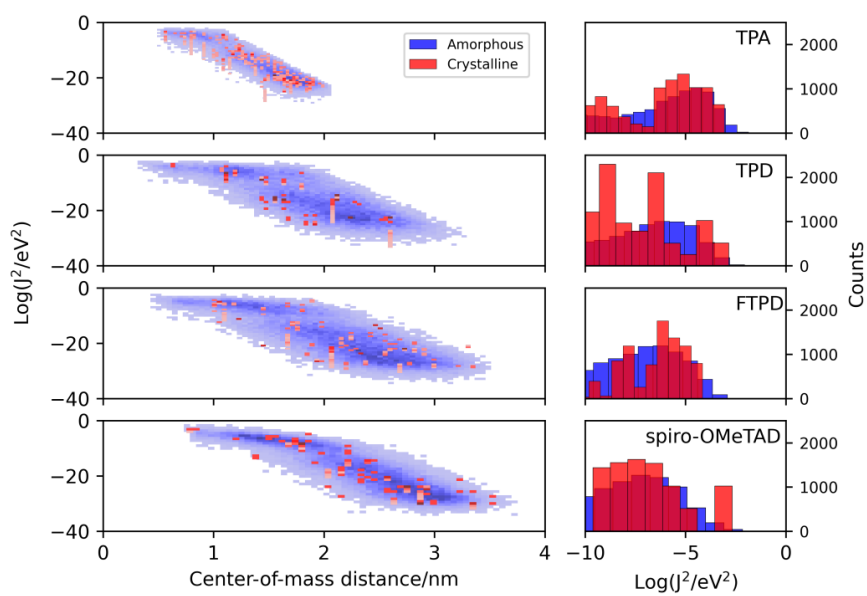 0
−20
−40
Amorphous
Crystalline
TPA
2000
1000
0
0
−20
−40
TPD
2000
1000
0
0
−20
−40
FTPD
2000
1000
0
0
−20
−40
spiro-OMeTAD
2000
1000
0
Log(J²/eV²)
Counts
0 1 2 3 4
−10 −5 0
Center-of-mass distance/nm
Log(J²/eV²)